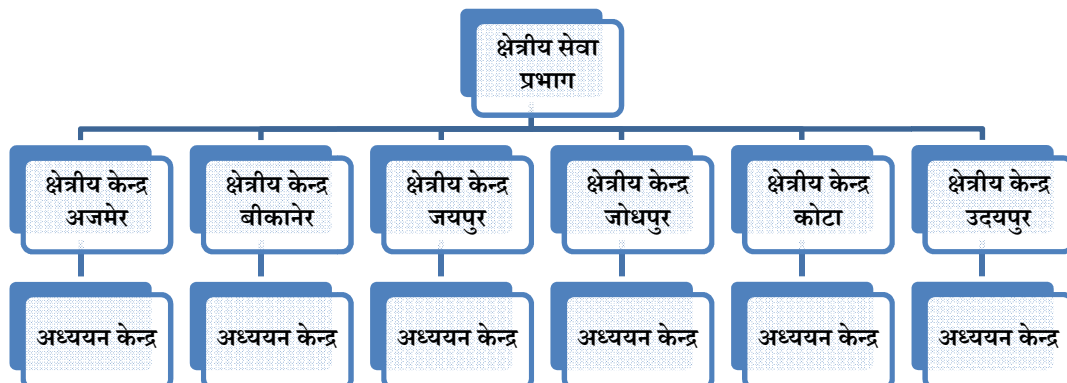 क्षेत्रीय सेवा
प्रभाग
क्षेत्रीय केन्द्र
अजमेर
क्षेत्रीय केन्द्र
बीकानेर
क्षेत्रीय केन्द्र
जयपुर
क्षेत्रीय केन्द्र
जोधपुर
क्षेत्रीय केन्द्र
कोटा
क्षेत्रीय केन्द्र
उदयपुर
अध्ययन केन्द्र
अध्ययन केन्द्र
अध्ययन केन्द्र
अध्ययन केन्द्र
अध्ययन केन्द्र
अध्ययन केन्द्र